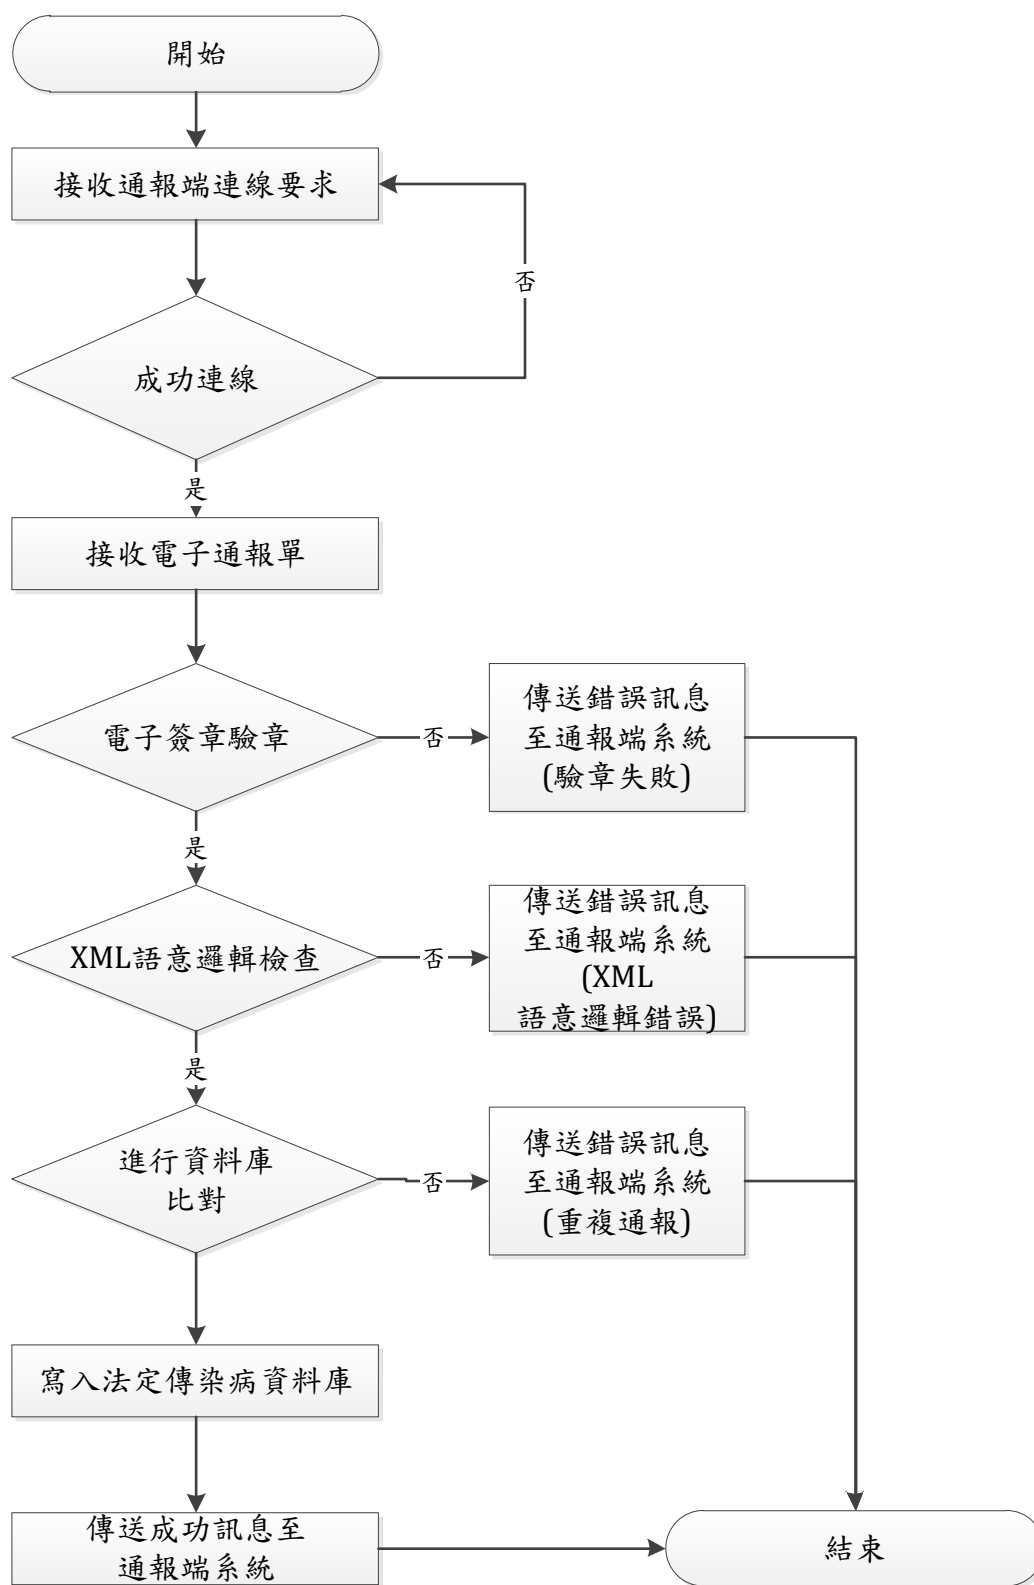 開始
接收通報端連線要求
否
成功連線
是
接收電子通報單
電子簽章驗章
否
傳送錯誤訊息
至通報端系統
(驗章失敗)
是
XML語意邏輯檢查
否
傳送錯誤訊息
至通報端系統
(XML
語意邏輯錯誤)
是
進行資料庫
比對
否
傳送錯誤訊息
至通報端系統
(重複通報)
寫入法定傳染病資料庫
傳送成功訊息至
通報端系統
結束